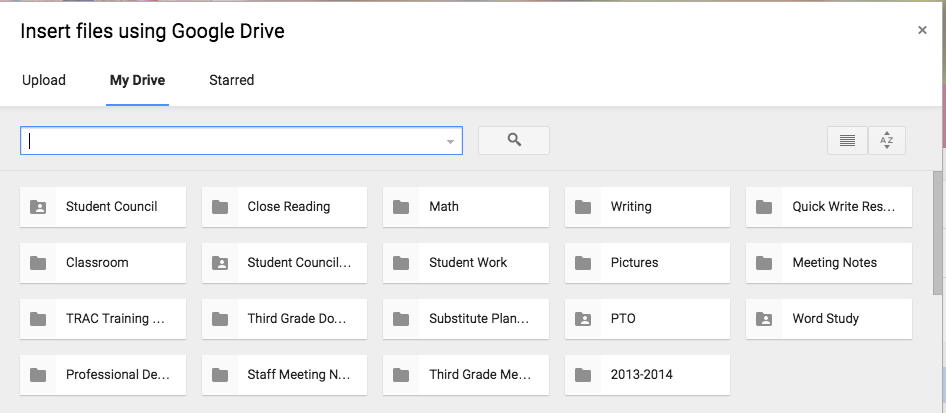 Insert files using Google Drive
Upload My Drive Starred
AZ
Student Council Close Reading Math Writing Quick Write Res...
Classroom Student Council... Student Work Pictures Meeting Notes
TRAC Training ... Third Grade Do... Substitute Plan... PTO Word Study
Professional De... Staff Meeting N... Third Grade Me... 2013-2014